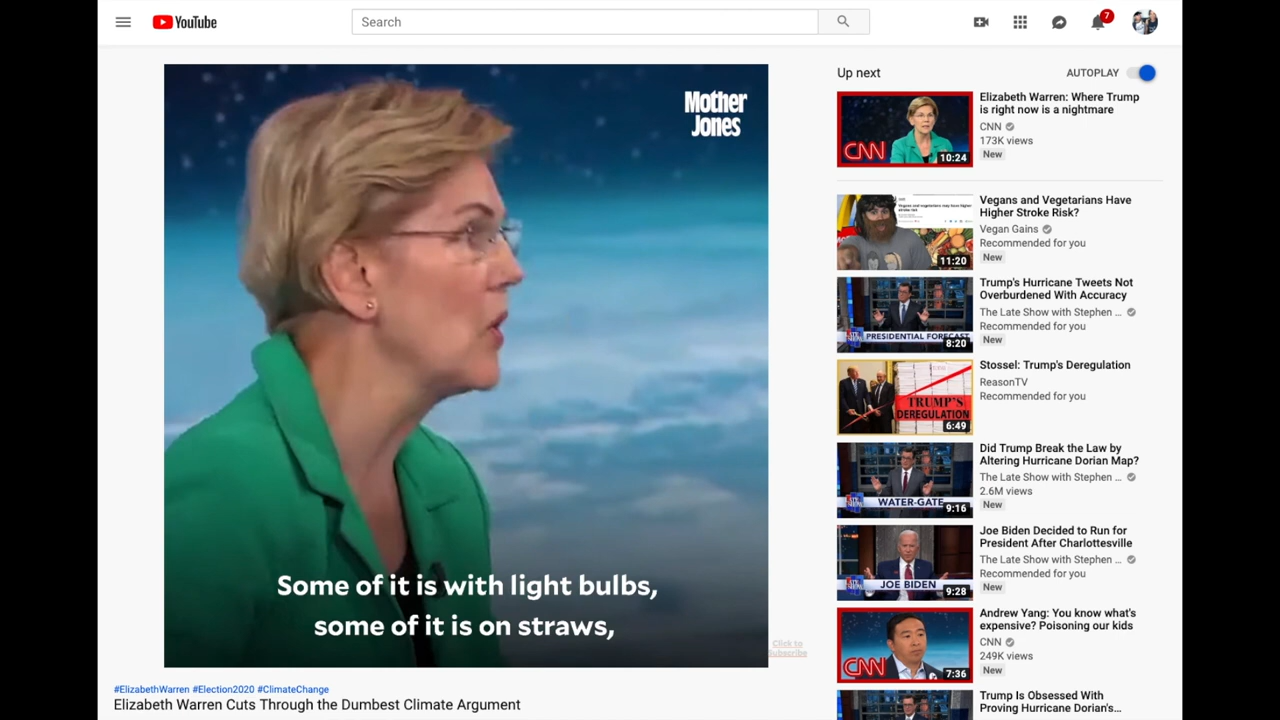 YouTube
Search
7
Mother
Jones
Some of it is with light bulbs,
some of it is on straws,
Click to
Subscribe
#ElizabethWarren #Election2020 #ClimateChange
Elizabeth Warren Cuts Through the Dumbest Climate Argument
Up next
AUTOPLAY
CNN
10:24
Elizabeth Warren: Where Trump
is right now is a nightmare
CNN
173K views
New
11:20
Vegans and Vegetarians Have
Higher Stroke Risk?
Vegan Gains
Recommended for you
New
PRESIDENTIAL FORECAST
8:20
Trump's Hurricane Tweets Not
Overburdened With Accuracy
The Late Show with Stephen ...
Recommended for you
New
TRUMP'S
DEREGULATION
6:49
Stossel: Trump's Deregulation
ReasonTV
Recommended for you
WATER-GATE
9:16
Did Trump Break the Law by
Altering Hurricane Dorian Map?
The Late Show with Stephen ...
2.6M views
New
JOE BIDEN
9:28
Joe Biden Decided to Run for
President After Charlottesville
The Late Show with Stephen ...
Recommended for you
New
CNN
7:36
Andrew Yang: You know what's
expensive? Poisoning our kids
CNN
249K views
New
Trump Is Obsessed With
Proving Hurricane Dorian's...